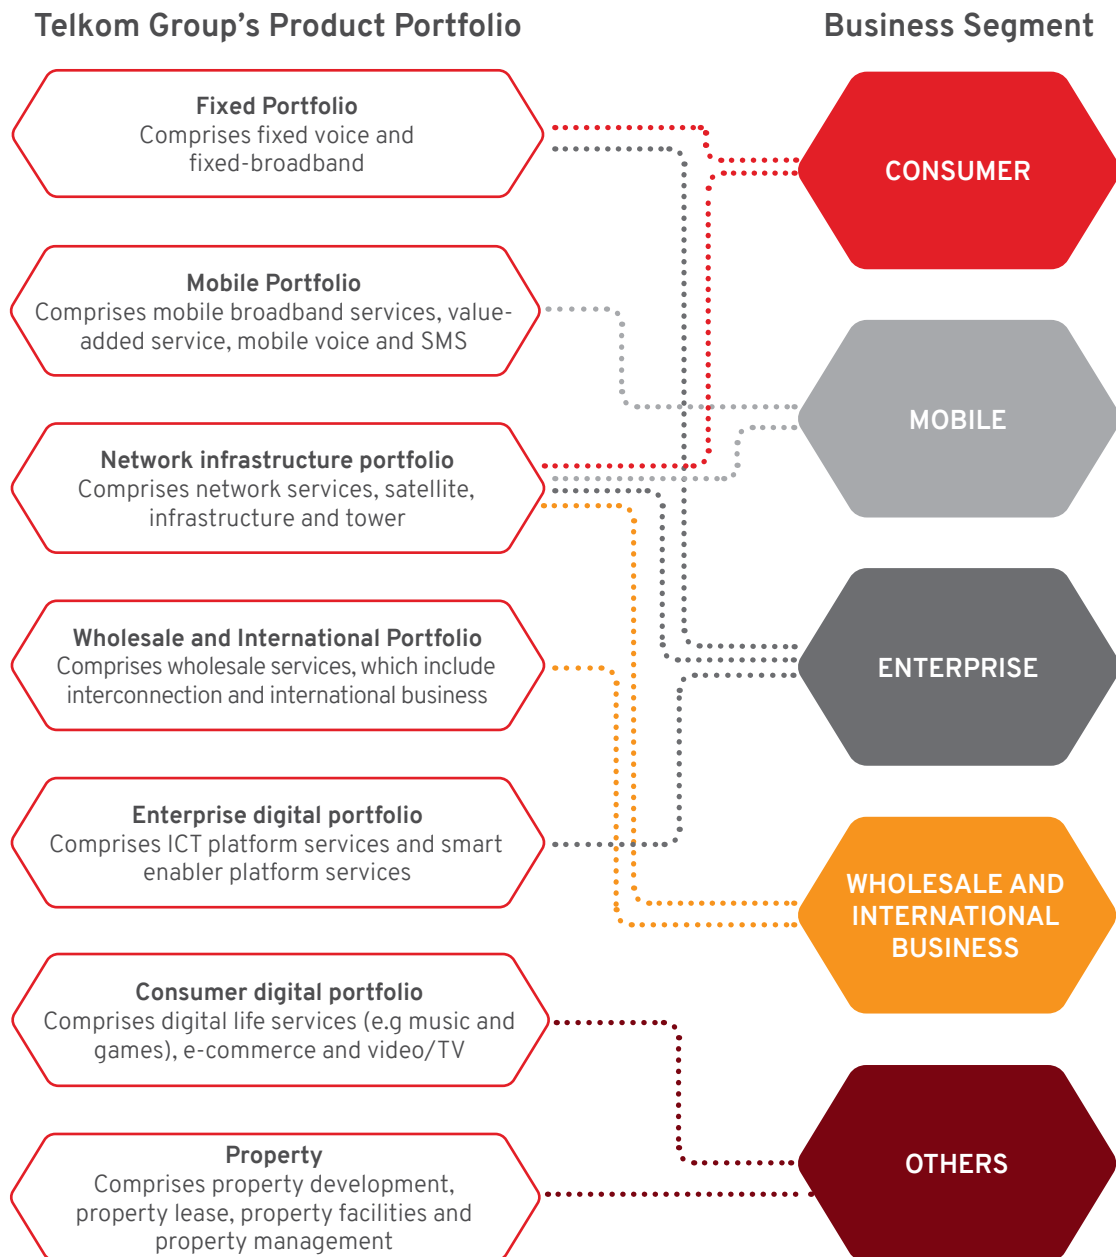 Telkom Group's Product Portfolio
Business Segment
Fixed Portfolio
Comprises fixed voice and
fixed-broadband
Mobile Portfolio
Comprises mobile broadband services, value-
added service, mobile voice and SMS
Network infrastructure portfolio
Comprises network services, satellite,
infrastructure and tower
Wholesale and International Portfolio
Comprises wholesale services, which include
interconnection and international business
Enterprise digital portfolio
Comprises ICT platform services and smart
enabler platform services
Consumer digital portfolio
Comprises digital life services (e.g music and
games), e-commerce and video/TV
Property
Comprises property development,
property lease, property facilities and
property management
CONSUMER
MOBILE
ENTERPRISE
WHOLESALE AND
INTERNATIONAL
BUSINESS
OTHERS